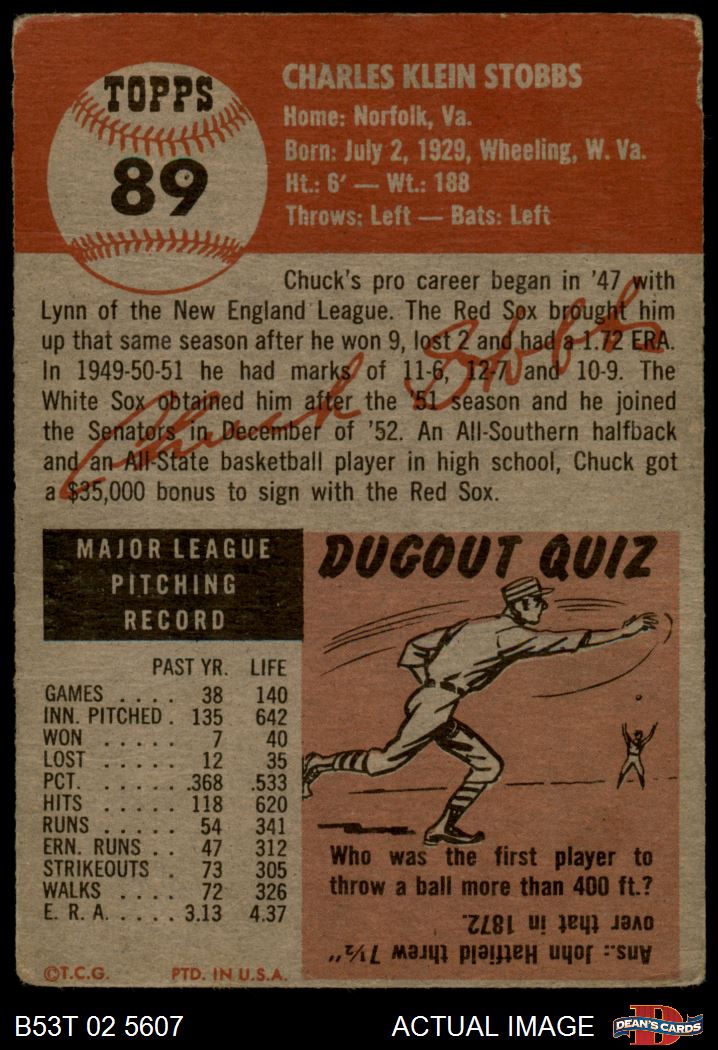 TOPPS
89
CHARLES KLEIN STOBBS
Home: Norfolk, Va.
Born: July 2, 1929, Wheeling, W. Va.
Ht.: 6' — Wt.: 188
Throws: Left — Bats: Left
Chuck's pro career began in '47 with
Lynn of the New England League. The Red Sox brought him
up that same season after he won 9, lost 2 and had a 1.72 ERA.
In 1949-50-51 he had marks of 11-6, 12-7 and 10-9. The
White Sox obtained him after the '51 season and he joined
the Senators in December of '52. An All-Southern halfback
and an All-State basketball player in high school, Chuck got
a $35,000 bonus to sign with the Red Sox.
Chuck Stobbs
MAJOR LEAGUE
PITCHING
RECORD
PAST YR. LIFE
GAMES . . . . 38 140
INN. PITCHED . 135 642
WON . . . . . 7 40
LOST . . . . . 12 35
PCT. . . . . . .368 .533
HITS . . . . . 118 620
RUNS . . . . . 54 341
ERN. RUNS . . 47 312
STRIKEOUTS . 73 305
WALKS . . . . 72 326
E. R. A. . . . . 3.13 4.37
©T.C.G. PTD. IN U.S.A.
DUGOUT QUIZ
Who was the first player to
throw a ball more than 400 ft.?
Ans.: John Hatfield threw 7½"
over that in 1872.
B53T 02 5607
ACTUAL IMAGE
DEAN'S CARDS